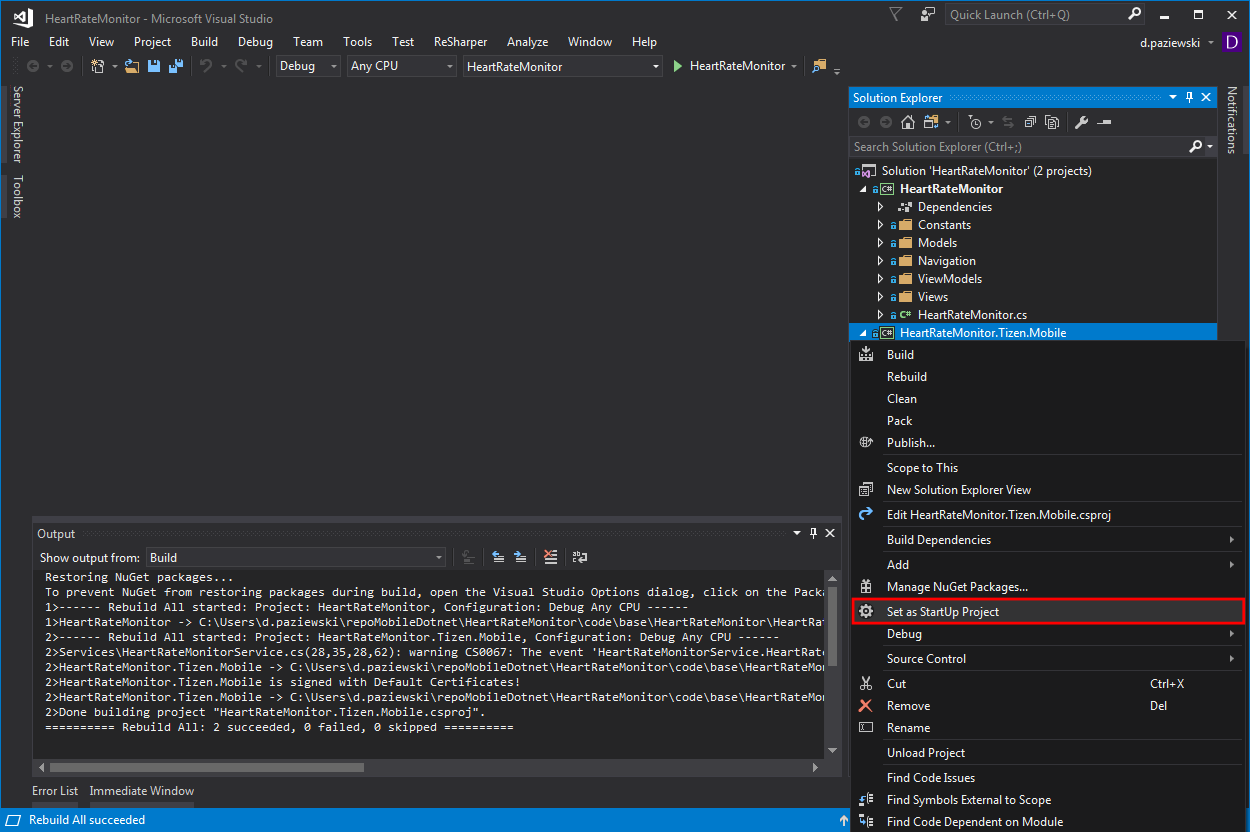 HeartRateMonitor - Microsoft Visual Studio
Quick Launch (Ctrl+Q)
File Edit View Project Build Debug Team Tools Test ReSharper Analyze Window Help
d.paziewski D
Debug Any CPU HeartRateMonitor HeartRateMonitor
Server Explorer
Toolbox
Notifications
Solution Explorer
Search Solution Explorer (Ctrl+;)
Solution 'HeartRateMonitor' (2 projects)
C# HeartRateMonitor
Dependencies
Constants
Models
Navigation
ViewModels
Views
C# HeartRateMonitor.cs
C# HeartRateMonitor.Tizen.Mobile
Build
Rebuild
Clean
Pack
Publish...
Scope to This
New Solution Explorer View
Edit HeartRateMonitor.Tizen.Mobile.csproj
Build Dependencies
Add
Manage NuGet Packages...
Set as StartUp Project
Debug
Source Control
Cut Ctrl+X
Remove Del
Rename
Unload Project
Find Code Issues
Find Symbols External to Scope
Find Code Dependent on Module
Output
Show output from: Build
Restoring NuGet packages...
To prevent NuGet from restoring packages during build, open the Visual Studio Options dialog, click on the Packa
1>------ Rebuild All started: Project: HeartRateMonitor, Configuration: Debug Any CPU ------
1>HeartRateMonitor -> C:\Users\d.paziewski\repoMobileDotnet\HeartRateMonitor\code\base\HeartRateMonitor\HeartRat
2>------ Rebuild All started: Project: HeartRateMonitor.Tizen.Mobile, Configuration: Debug Any CPU ------
2>Services\HeartRateMonitorService.cs(28,35,28,62): warning CS0067: The event 'HeartRateMonitorService.HeartRate
2>HeartRateMonitor.Tizen.Mobile -> C:\Users\d.paziewski\repoMobileDotnet\HeartRateMonitor\code\base\HeartRateMon
2>HeartRateMonitor.Tizen.Mobile is signed with Default Certificates!
2>HeartRateMonitor.Tizen.Mobile -> C:\Users\d.paziewski\repoMobileDotnet\HeartRateMonitor\code\base\HeartRateMon
2>Done building project "HeartRateMonitor.Tizen.Mobile.csproj".
========== Rebuild All: 2 succeeded, 0 failed, 0 skipped ==========
Error List Immediate Window
Rebuild All succeeded